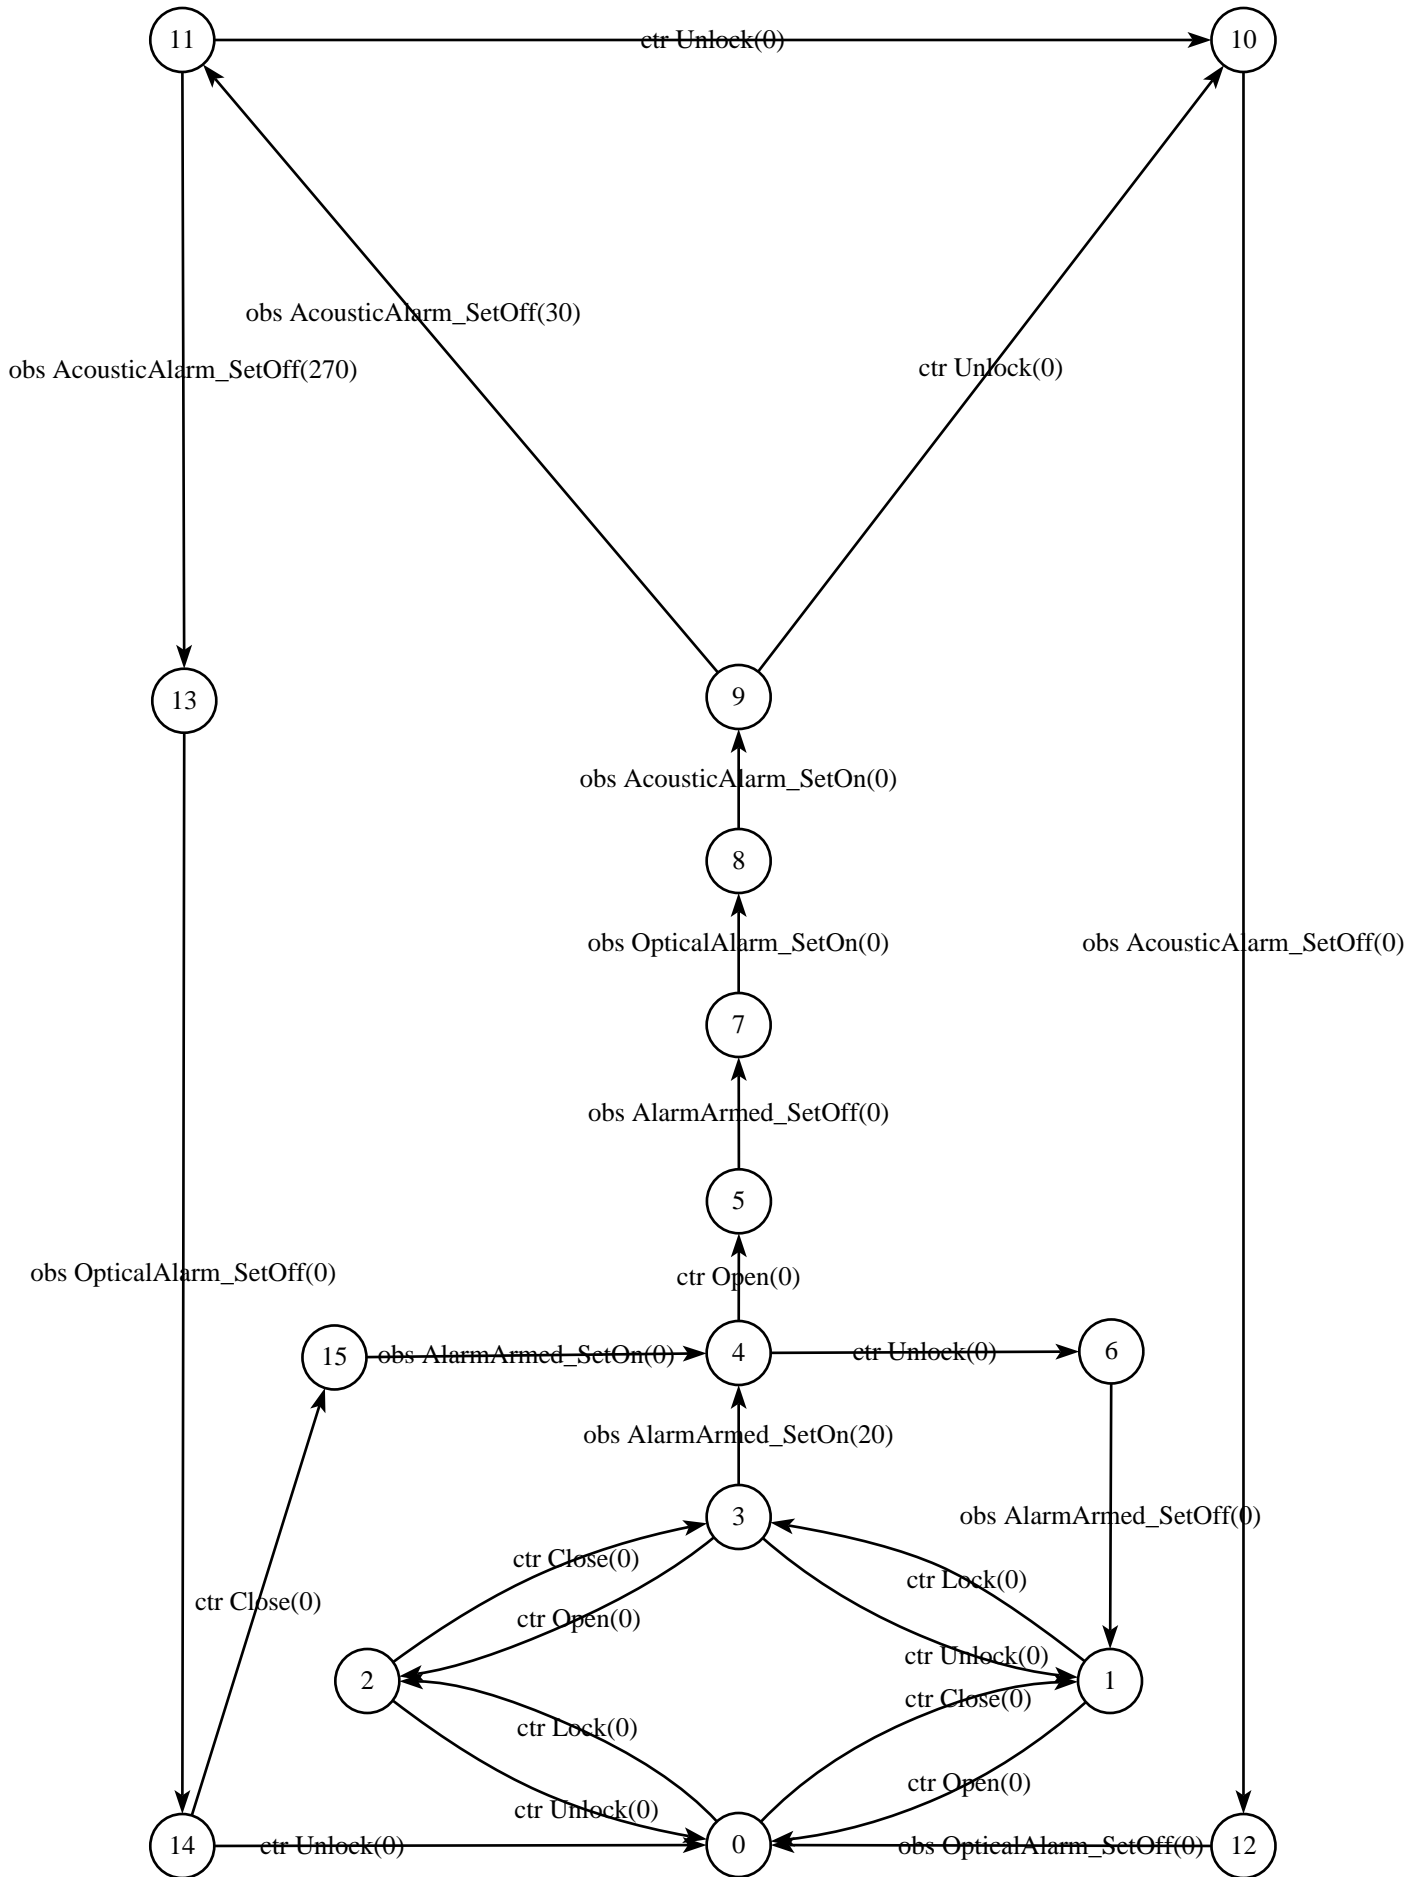 11
ctr Unlock(0)
10
obs AcousticAlarm_SetOff(30)
obs AcousticAlarm_SetOff(270)
ctr Unlock(0)
13
9
obs AcousticAlarm_SetOn(0)
8
obs OpticalAlarm_SetOn(0)
obs AcousticAlarm_SetOff(0)
7
obs AlarmArmed_SetOff(0)
5
obs OpticalAlarm_SetOff(0)
ctr Open(0)
15
obs AlarmArmed_SetOn(0)
4
ctr Unlock(0)
6
obs AlarmArmed_SetOn(20)
3
obs AlarmArmed_SetOff(0)
ctr Close(0)
ctr Lock(0)
ctr Close(0)
ctr Open(0)
ctr Unlock(0)
2
1
ctr Close(0)
ctr Lock(0)
ctr Open(0)
ctr Unlock(0)
14
ctr Unlock(0)
0
obs OpticalAlarm_SetOff(0)
12